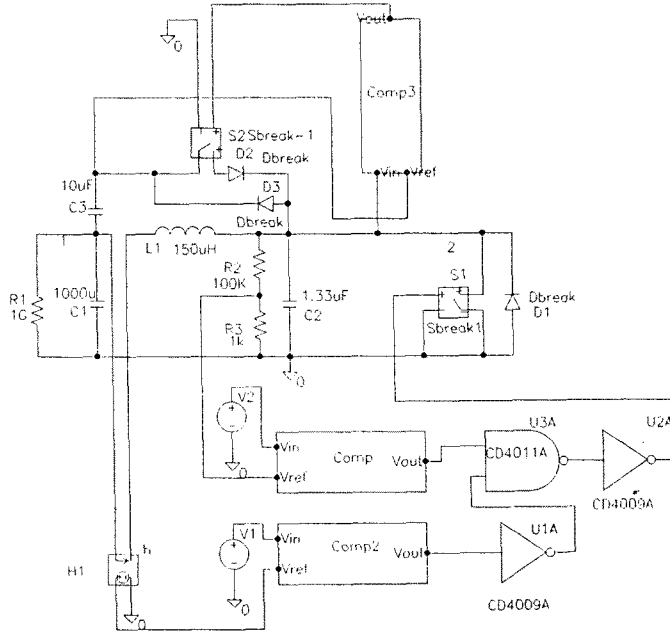 Vout
0
Comp3
S2 Sbreak-1
D2 Dbreak
Vin Vref
10uF
C3
D3
Dbreak
L1 150uH
2
R2
100K
S1
R1
1G
1000u
C1
1.33uF
C2
Dbreak
D1
R3
1k
Sbreak1
0
V2
U3A
U2A
Vin
Comp
CD4011A
Vout
0
Vref
CD4009A
V1
Vin
U1A
Comp2
Vout
h
H1
Vref
0
CD4009A
0